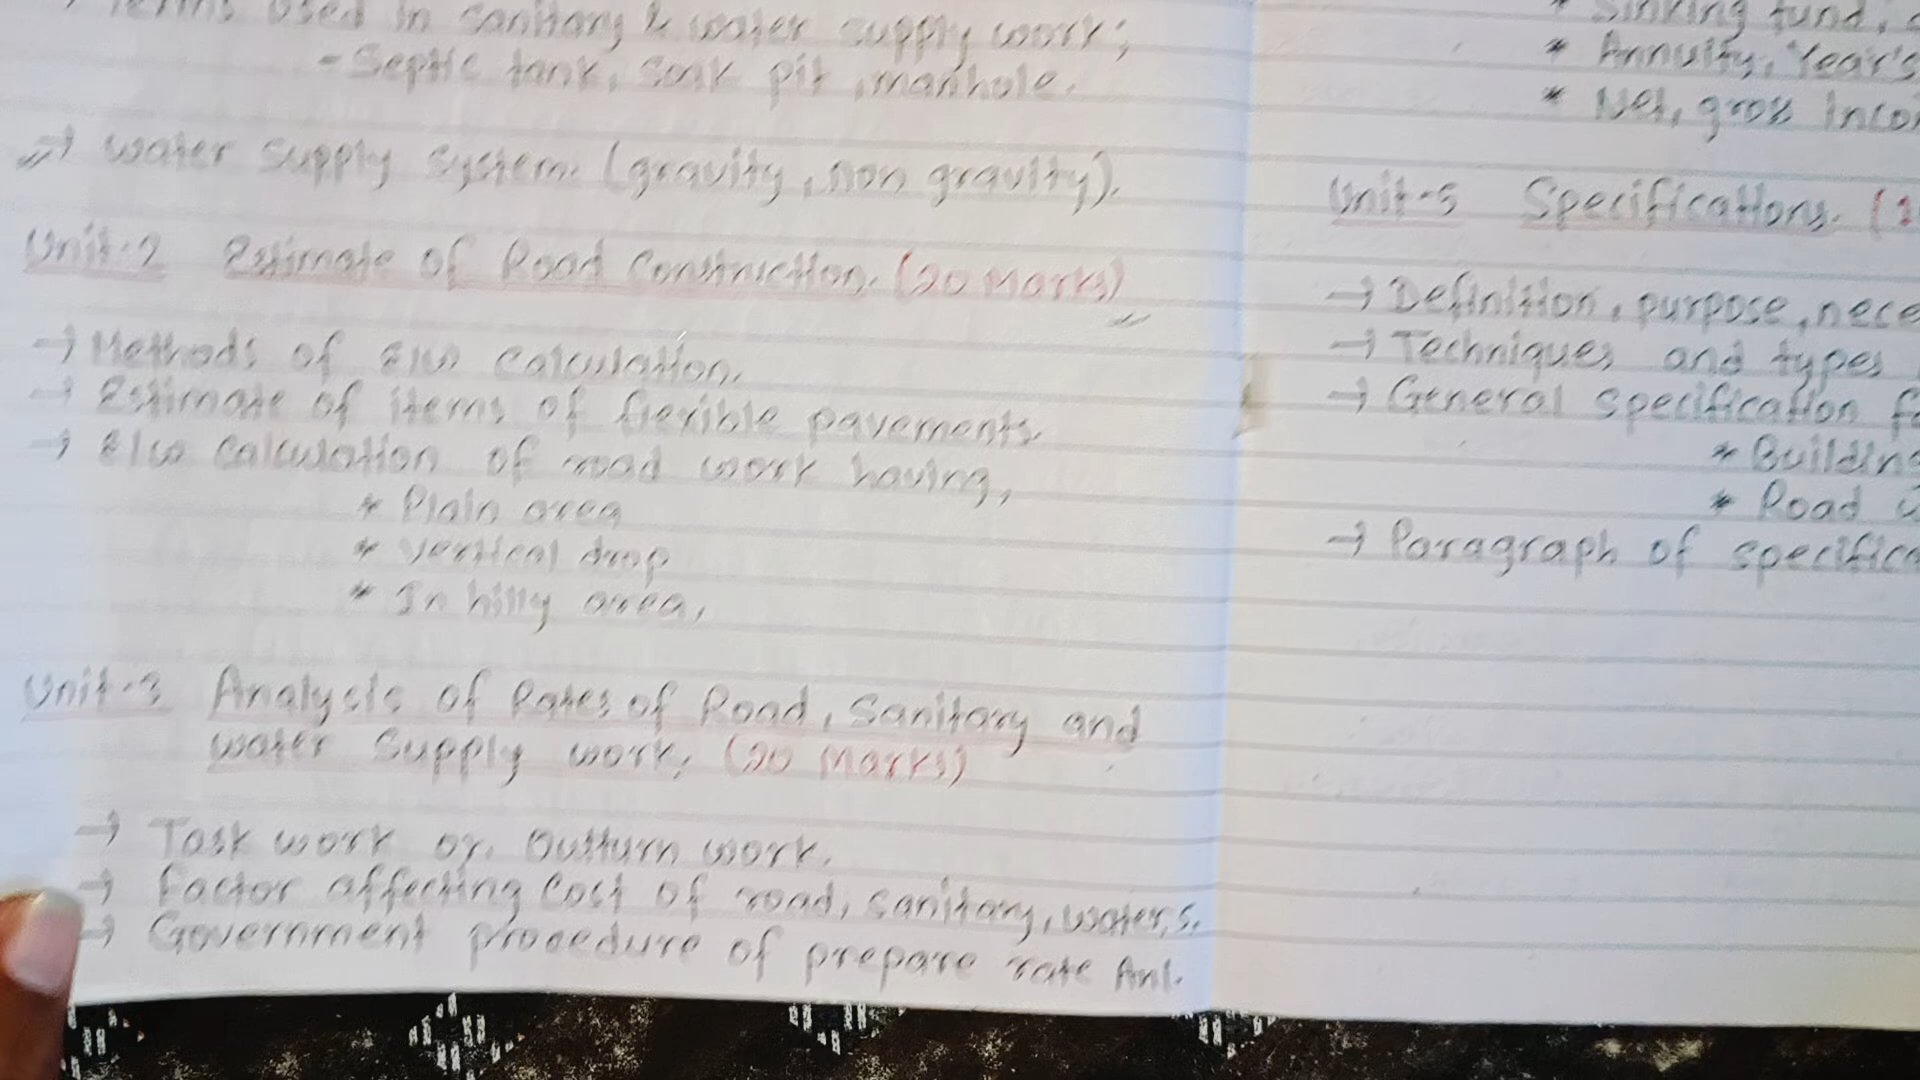 Terms used in sanitary & water supply work;
- Septic tank, soak pit, manhole.
→ water supply system. (gravity, non gravity).
Unit-2 Estimate of Road Construction. (20 Marks)
→ Methods of E/W Calculation.
→ Estimate of items of flexible pavements.
→ E/W Calculation of road work having,
* Plain area
* Vertical drop
* In hilly area.
Unit-3 Analysis of Rates of Road, Sanitary and
water Supply work. (20 Marks)
→ Task work or. Outturn work.
→ Factor affecting Cost of road, sanitary, water,s.
→ Government procedure of prepare rate Anl.
* Sinking fund,
* Annuity, Year's
* Net, gross
Unit-5 Specifications. (1
→ Definition, purpose, nece
→ Techniques and types
→ General specification f
* Buildin
* Road
→ Paragraph of specific